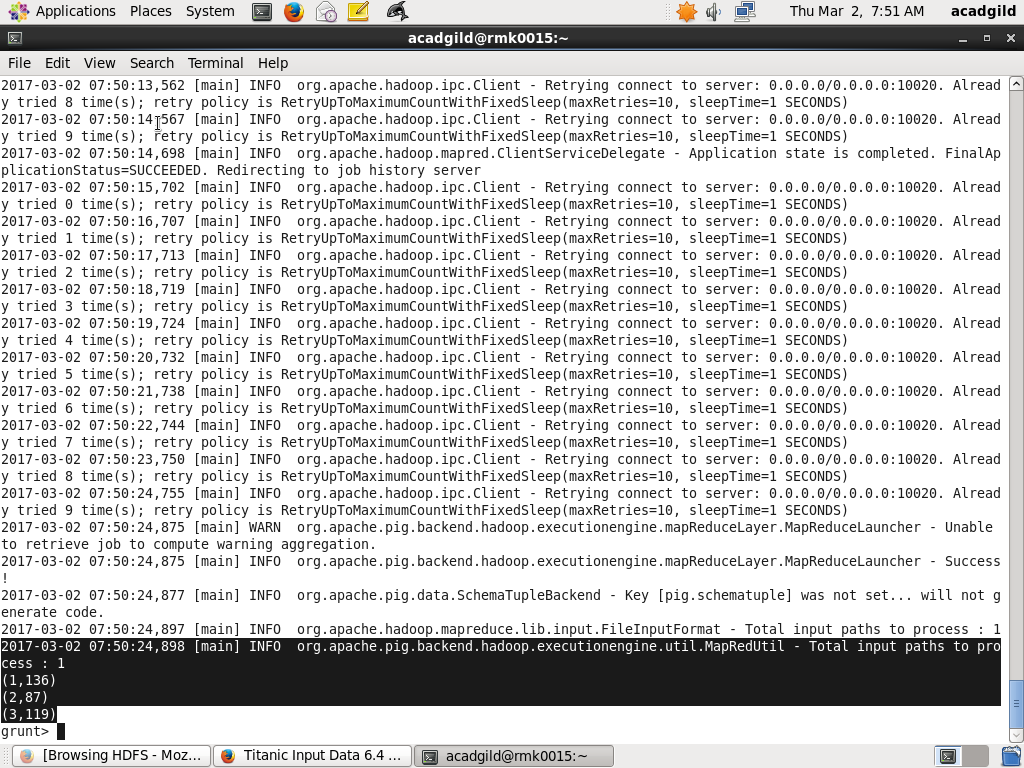 Applications Places System Thu Mar 2, 7:51 AM acadgild
acadgild@rmk0015:~
File Edit View Search Terminal Help
2017-03-02 07:50:13,562 [main] INFO  org.apache.hadoop.ipc.Client - Retrying connect to server: 0.0.0.0/0.0.0.0:10020. Alread
y tried 8 time(s); retry policy is RetryUpToMaximumCountWithFixedSleep(maxRetries=10, sleepTime=1 SECONDS)
2017-03-02 07:50:14,567 [main] INFO  org.apache.hadoop.ipc.Client - Retrying connect to server: 0.0.0.0/0.0.0.0:10020. Alread
y tried 9 time(s); retry policy is RetryUpToMaximumCountWithFixedSleep(maxRetries=10, sleepTime=1 SECONDS)
2017-03-02 07:50:14,698 [main] INFO  org.apache.hadoop.mapred.ClientServiceDelegate - Application state is completed. FinalAp
plicationStatus=SUCCEEDED. Redirecting to job history server
2017-03-02 07:50:15,702 [main] INFO  org.apache.hadoop.ipc.Client - Retrying connect to server: 0.0.0.0/0.0.0.0:10020. Alread
y tried 0 time(s); retry policy is RetryUpToMaximumCountWithFixedSleep(maxRetries=10, sleepTime=1 SECONDS)
2017-03-02 07:50:16,707 [main] INFO  org.apache.hadoop.ipc.Client - Retrying connect to server: 0.0.0.0/0.0.0.0:10020. Alread
y tried 1 time(s); retry policy is RetryUpToMaximumCountWithFixedSleep(maxRetries=10, sleepTime=1 SECONDS)
2017-03-02 07:50:17,713 [main] INFO  org.apache.hadoop.ipc.Client - Retrying connect to server: 0.0.0.0/0.0.0.0:10020. Alread
y tried 2 time(s); retry policy is RetryUpToMaximumCountWithFixedSleep(maxRetries=10, sleepTime=1 SECONDS)
2017-03-02 07:50:18,719 [main] INFO  org.apache.hadoop.ipc.Client - Retrying connect to server: 0.0.0.0/0.0.0.0:10020. Alread
y tried 3 time(s); retry policy is RetryUpToMaximumCountWithFixedSleep(maxRetries=10, sleepTime=1 SECONDS)
2017-03-02 07:50:19,724 [main] INFO  org.apache.hadoop.ipc.Client - Retrying connect to server: 0.0.0.0/0.0.0.0:10020. Alread
y tried 4 time(s); retry policy is RetryUpToMaximumCountWithFixedSleep(maxRetries=10, sleepTime=1 SECONDS)
2017-03-02 07:50:20,732 [main] INFO  org.apache.hadoop.ipc.Client - Retrying connect to server: 0.0.0.0/0.0.0.0:10020. Alread
y tried 5 time(s); retry policy is RetryUpToMaximumCountWithFixedSleep(maxRetries=10, sleepTime=1 SECONDS)
2017-03-02 07:50:21,738 [main] INFO  org.apache.hadoop.ipc.Client - Retrying connect to server: 0.0.0.0/0.0.0.0:10020. Alread
y tried 6 time(s); retry policy is RetryUpToMaximumCountWithFixedSleep(maxRetries=10, sleepTime=1 SECONDS)
2017-03-02 07:50:22,744 [main] INFO  org.apache.hadoop.ipc.Client - Retrying connect to server: 0.0.0.0/0.0.0.0:10020. Alread
y tried 7 time(s); retry policy is RetryUpToMaximumCountWithFixedSleep(maxRetries=10, sleepTime=1 SECONDS)
2017-03-02 07:50:23,750 [main] INFO  org.apache.hadoop.ipc.Client - Retrying connect to server: 0.0.0.0/0.0.0.0:10020. Alread
y tried 8 time(s); retry policy is RetryUpToMaximumCountWithFixedSleep(maxRetries=10, sleepTime=1 SECONDS)
2017-03-02 07:50:24,755 [main] INFO  org.apache.hadoop.ipc.Client - Retrying connect to server: 0.0.0.0/0.0.0.0:10020. Alread
y tried 9 time(s); retry policy is RetryUpToMaximumCountWithFixedSleep(maxRetries=10, sleepTime=1 SECONDS)
2017-03-02 07:50:24,875 [main] WARN  org.apache.pig.backend.hadoop.executionengine.mapReduceLayer.MapReduceLauncher - Unable
to retrieve job to compute warning aggregation.
2017-03-02 07:50:24,875 [main] INFO  org.apache.pig.backend.hadoop.executionengine.mapReduceLayer.MapReduceLauncher - Success
!
2017-03-02 07:50:24,877 [main] INFO  org.apache.pig.data.SchemaTupleBackend - Key [pig.schematuple] was not set... will not g
enerate code.
2017-03-02 07:50:24,897 [main] INFO  org.apache.hadoop.mapreduce.lib.input.FileInputFormat - Total input paths to process : 1
2017-03-02 07:50:24,898 [main] INFO  org.apache.pig.backend.hadoop.executionengine.util.MapRedUtil - Total input paths to pro
cess : 1
(1,136)
(2,87)
(3,119)
grunt>
[Browsing HDFS - Moz... Titanic Input Data 6.4 ... acadgild@rmk0015:~